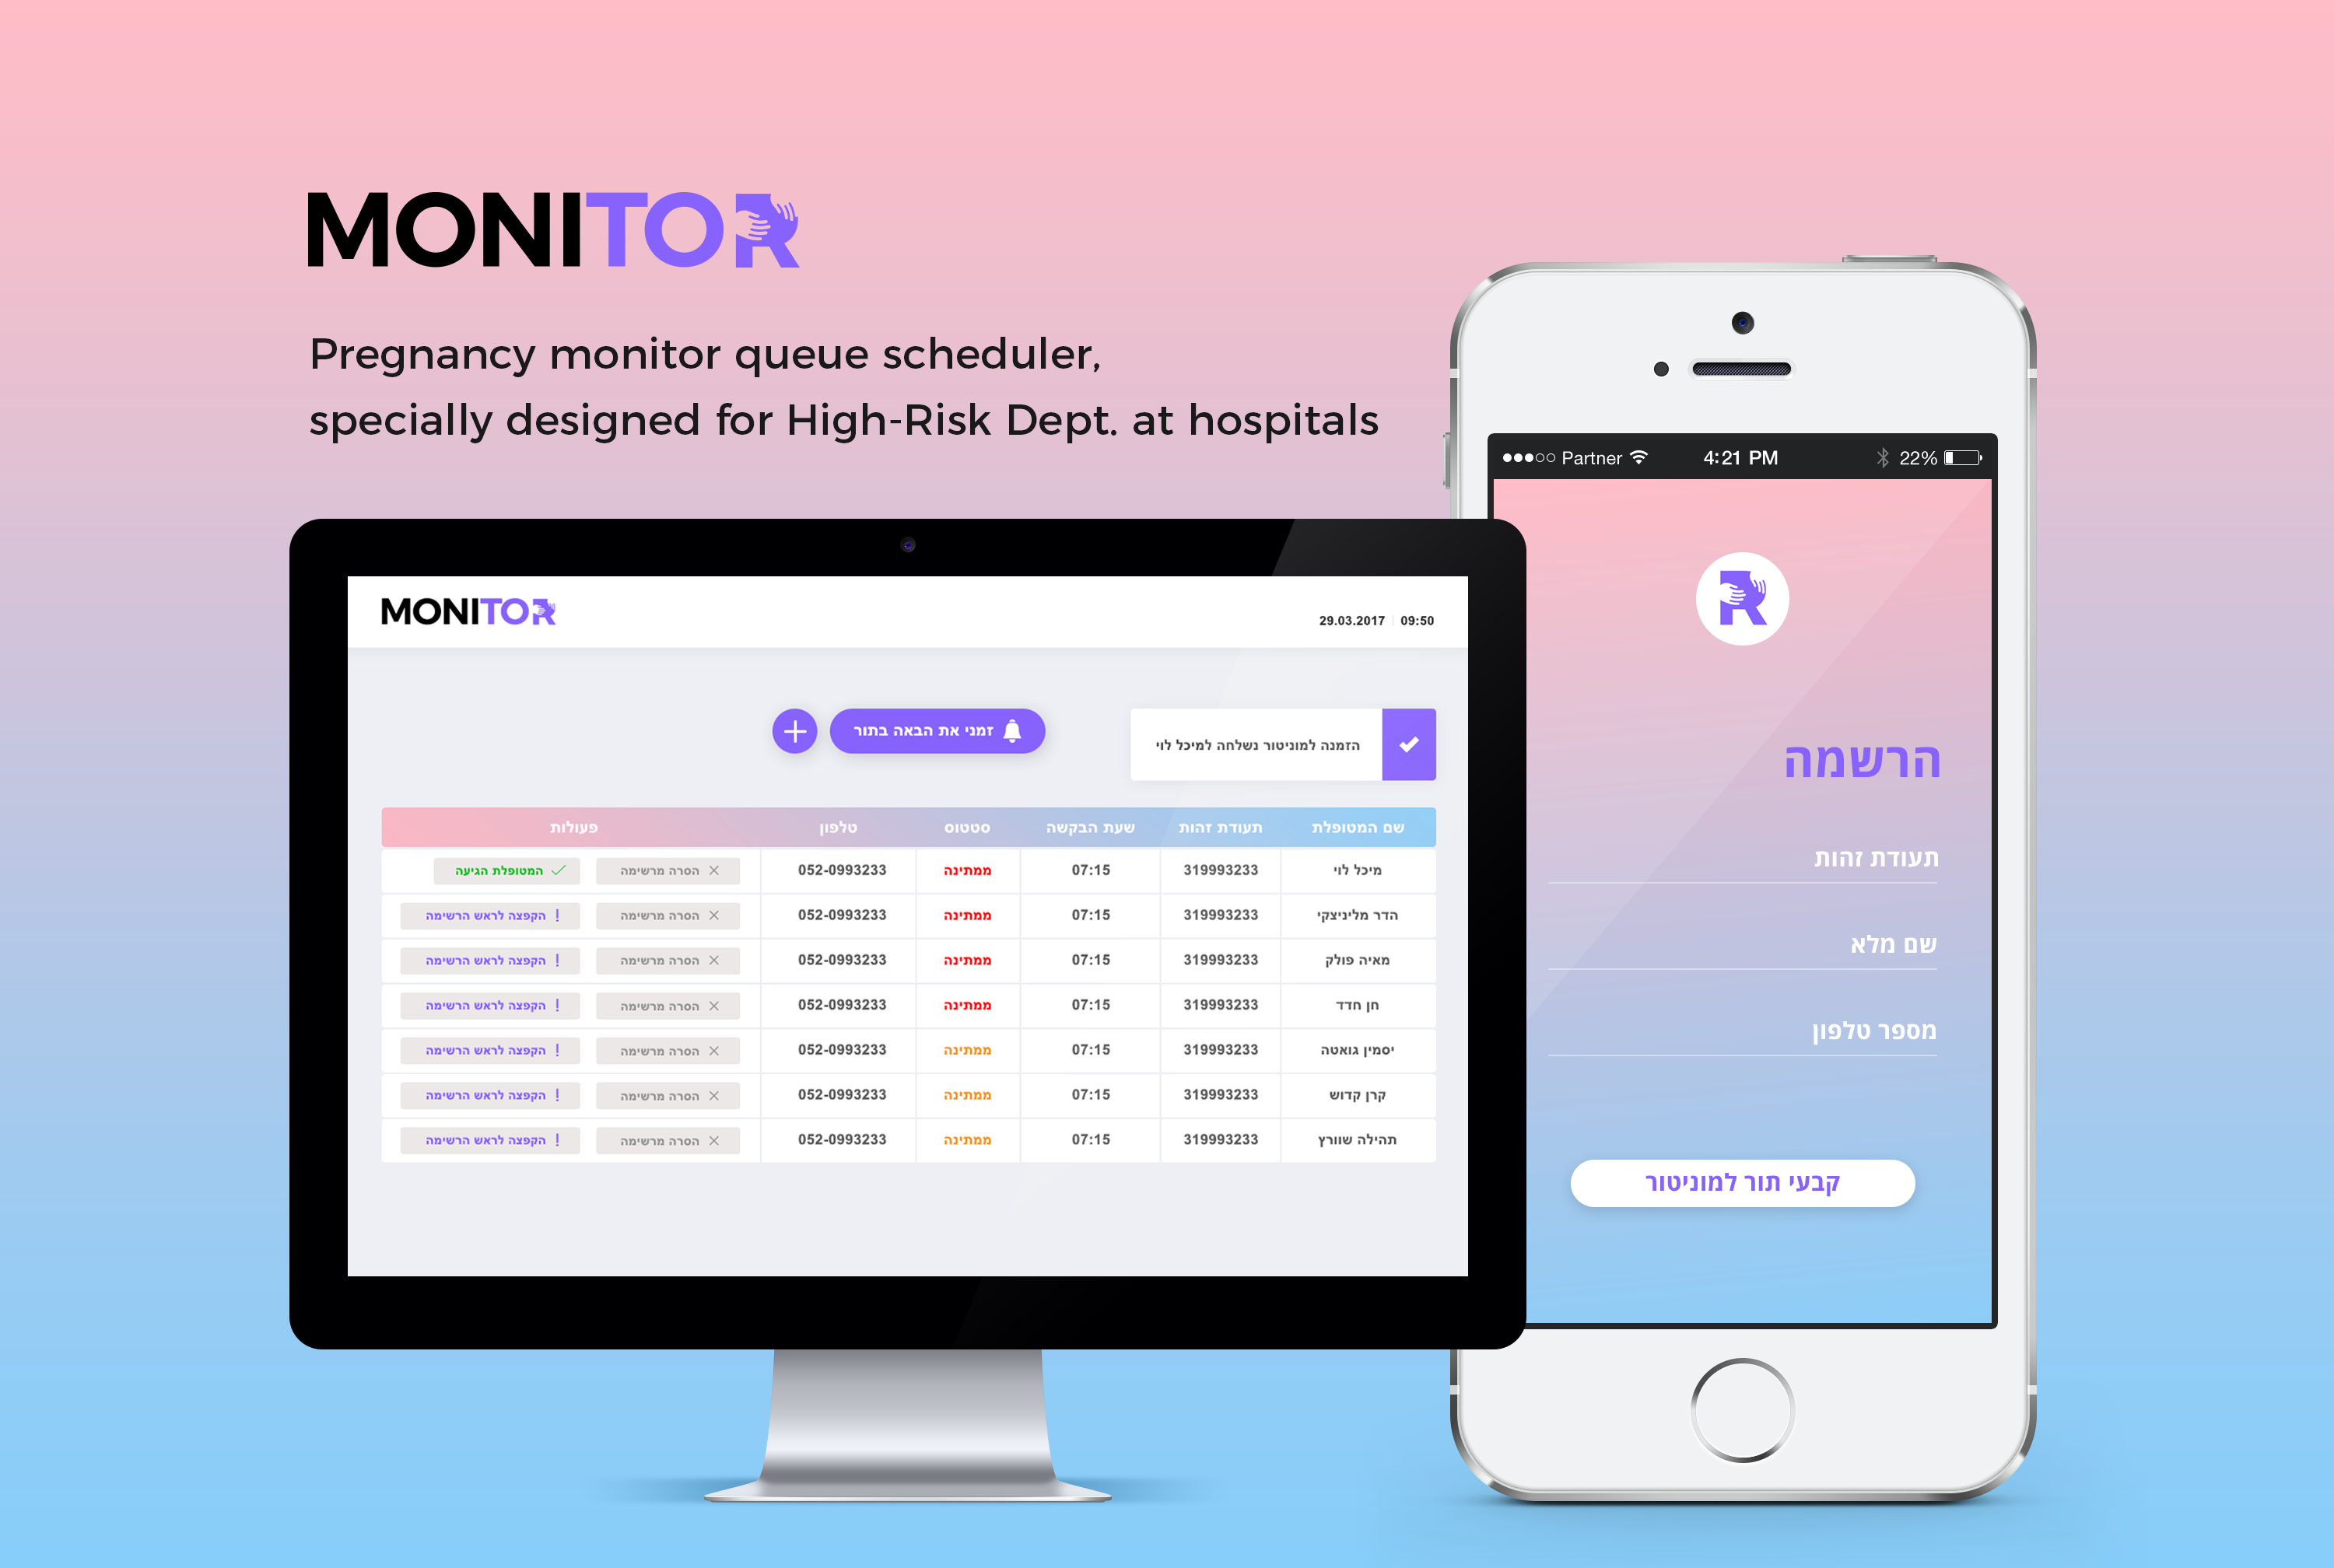 MONITOR
Pregnancy monitor queue scheduler,
specially designed for High-Risk Dept. at hospitals
MONITOR
29.03.2017 | 09:50
הזמנה למוניטור נשלחה למיכל לוי
זמני את הבאה בתור
שם המטופלת תעודת זהות שעת הבקשה סטטוס טלפון פעולות
מיכל לוי 319993233 07:15 ממתינה 052-0993233 הסרה מרשימה המטופלת הגיעה
הדר מליניצקי 319993233 07:15 ממתינה 052-0993233 הסרה מרשימה ! הקפצה לראש הרשימה
מאיה פולק 319993233 07:15 ממתינה 052-0993233 הסרה מרשימה ! הקפצה לראש הרשימה
חן חדד 319993233 07:15 ממתינה 052-0993233 הסרה מרשימה ! הקפצה לראש הרשימה
יסמין גואטה 319993233 07:15 ממתינה 052-0993233 הסרה מרשימה ! הקפצה לראש הרשימה
קרן קדוש 319993233 07:15 ממתינה 052-0993233 הסרה מרשימה ! הקפצה לראש הרשימה
תהילה שוורץ 319993233 07:15 ממתינה 052-0993233 הסרה מרשימה ! הקפצה לראש הרשימה
Partner 4:21 PM 22%
R
הרשמה
תעודת זהות
שם מלא
מספר טלפון
קבעי תור למוניטור